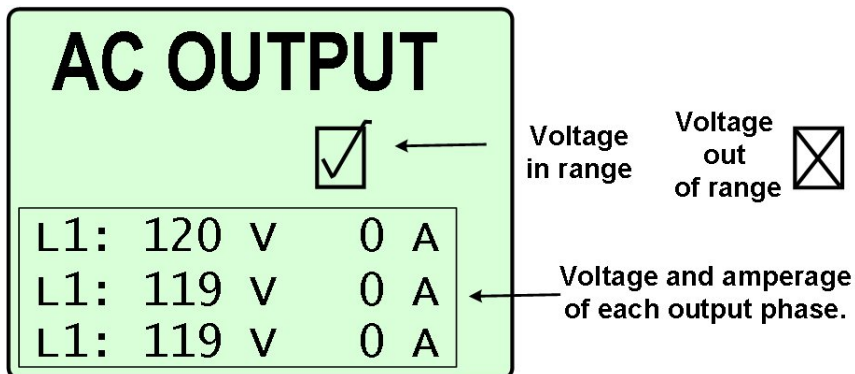 AC OUTPUT
Voltage
in range
Voltage
out
of range
L1: 120 V 0 A
L1: 119 V 0 A
L1: 119 V 0 A
Voltage and amperage
of each output phase.